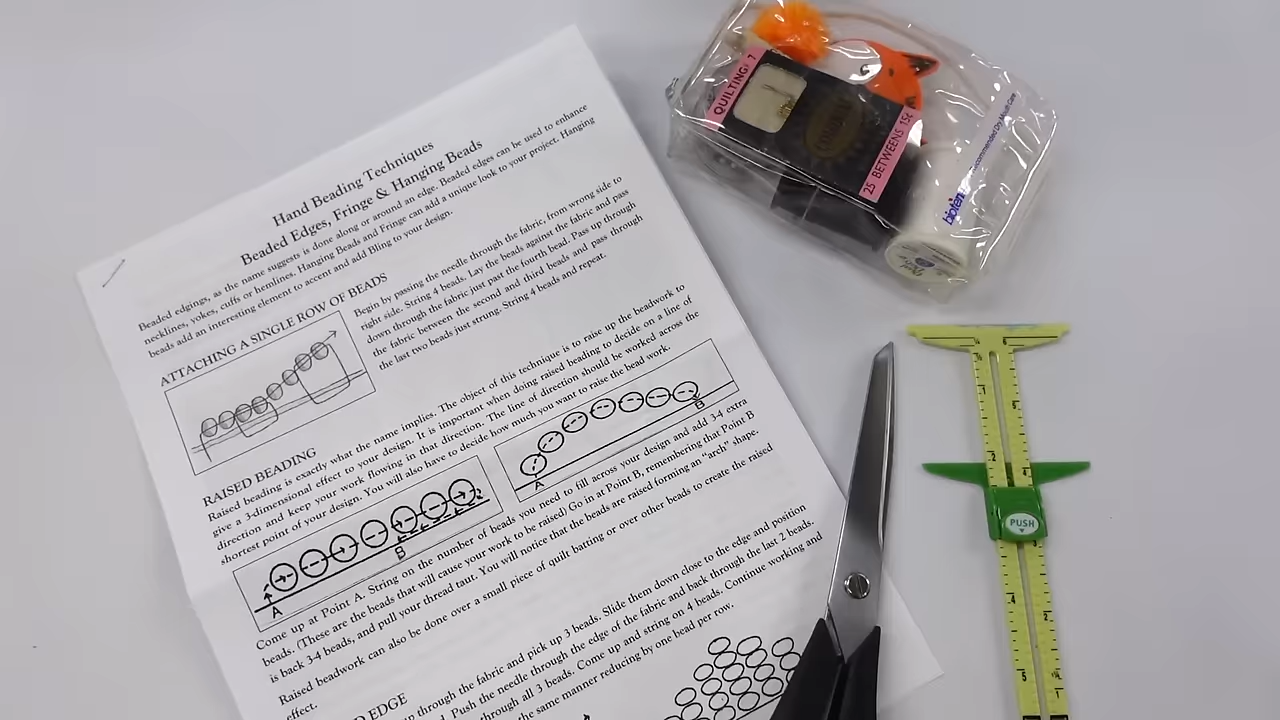 Hand Beading Techniques
Beaded Edges, Fringe & Hanging Beads
Beaded edgings, as the name suggests is done along or around an edge. Beaded edges can be used to enhance
necklines, yokes, cuffs or hemlines. Hanging Beads and Fringe can add a unique look to your project. Hanging
beads add an interesting element to accent and add Bling to your design.
ATTACHING A SINGLE ROW OF BEADS
Begin by passing the needle through the fabric, from wrong side to
right side. String 4 beads. Lay the beads against the fabric and pass
down through the fabric just past the fourth bead. Pass up through
the fabric between the second and third beads and pass through
the last two beads just strung. String 4 beads and repeat.
RAISED BEADING
Raised beading is exactly what the name implies. The object of this technique is to raise up the beadwork to
give a 3-dimensional effect to your design. It is important when doing raised beading to decide on a line of
direction and keep your work flowing in that direction. The line of direction should be worked across the
shortest point of your design. You will also have to decide how much you want to raise the bead work.
A
B
A
B
Come up at Point A. String on the number of beads you need to fill across your design and add 3-4 extra
beads. (These are the beads that will cause your work to be raised) Go in at Point B, remembering that Point B
is back 3-4 beads, and pull your thread taut. You will notice that the beads are raised forming an "arch" shape.
Raised beadwork can also be done over a small piece of quilt batting or over other beads to create the raised
effect.
D EDGE
up through the fabric and pick up 3 beads. Slide them down close to the edge and position
d. Push the needle through the edge of the fabric and back through the last 2 beads.
through all 3 beads. Come up and string on 4 beads. Continue working and
the same manner reducing by one bead per row.
QUILTING 7
25 BETWEENS 15¢
biotène
PUSH
1
2
3
4
5
4
2
1